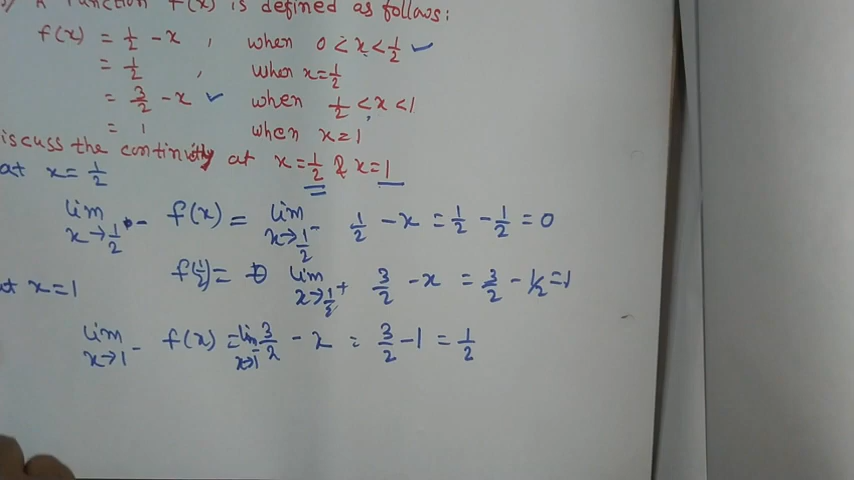 function f(x) is defined as follows:
f(x) = 1/2 - x , when 0 < x < 1/2 ✓
= 1/2 , when x = 1/2
= 3/2 - x ✓ when 1/2 < x < 1
= 1 when x = 1
iscuss the continuity at x = 1/2 & x = 1
at x = 1/2
lim x→1/2- f(x) = lim x→1/2- 1/2 - x = 1/2 - 1/2 = 0
f(1/2) = lim x→1/2+ 3/2 - x = 3/2 - 1/2 = 1
at x = 1
lim x→1- f(x) = lim x→1- 3/2 - x = 3/2 - 1 = 1/2